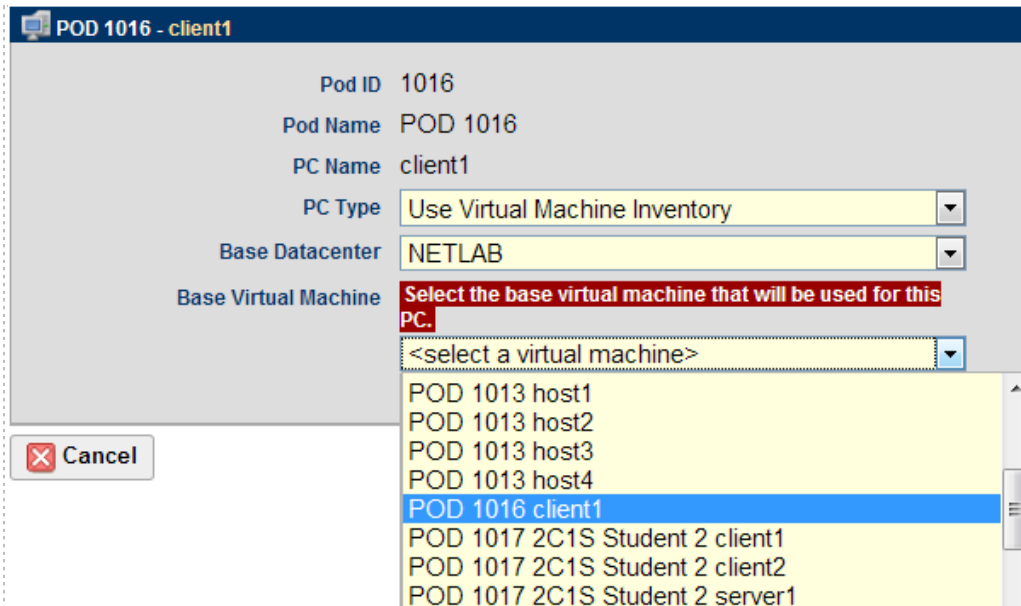 POD 1016 - client1
Pod ID 1016
Pod Name POD 1016
PC Name client1
PC Type Use Virtual Machine Inventory
Base Datacenter NETLAB
Base Virtual Machine Select the base virtual machine that will be used for this
PC.
<select a virtual machine>
POD 1013 host1
POD 1013 host2
POD 1013 host3
POD 1013 host4
POD 1016 client1
POD 1017 2C1S Student 2 client1
POD 1017 2C1S Student 2 client2
POD 1017 2C1S Student 2 server1
Cancel